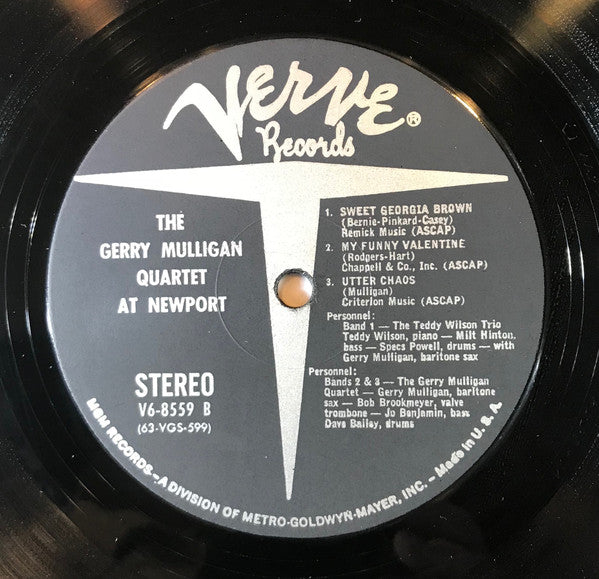 VERVE ®
Records
THE
GERRY MULLIGAN
QUARTET
AT NEWPORT
STEREO
V6-8559 B
(63-VGS-599)
1. SWEET GEORGIA BROWN
(Bernie-Pinkard-Casey)
Remick Music (ASCAP)
2. MY FUNNY VALENTINE
(Rodgers-Hart)
Chappell & Co., Inc. (ASCAP)
3. UTTER CHAOS
(Mulligan)
Criterion Music (ASCAP)
Personnel:
Band 1 — The Teddy Wilson Trio
Teddy Wilson, piano — Milt Hinton,
bass — Specs Powell, drums — with
Gerry Mulligan, baritone sax
Personnel:
Bands 2 & 3 — The Gerry Mulligan
Quartet — Gerry Mulligan, baritone
sax — Bob Brookmeyer, valve
trombone — Jo Benjamin, bass
Dave Bailey, drums
MGM RECORDS—A DIVISION OF METRO-GOLDWYN-MAYER, INC. — Made in U. S. A.